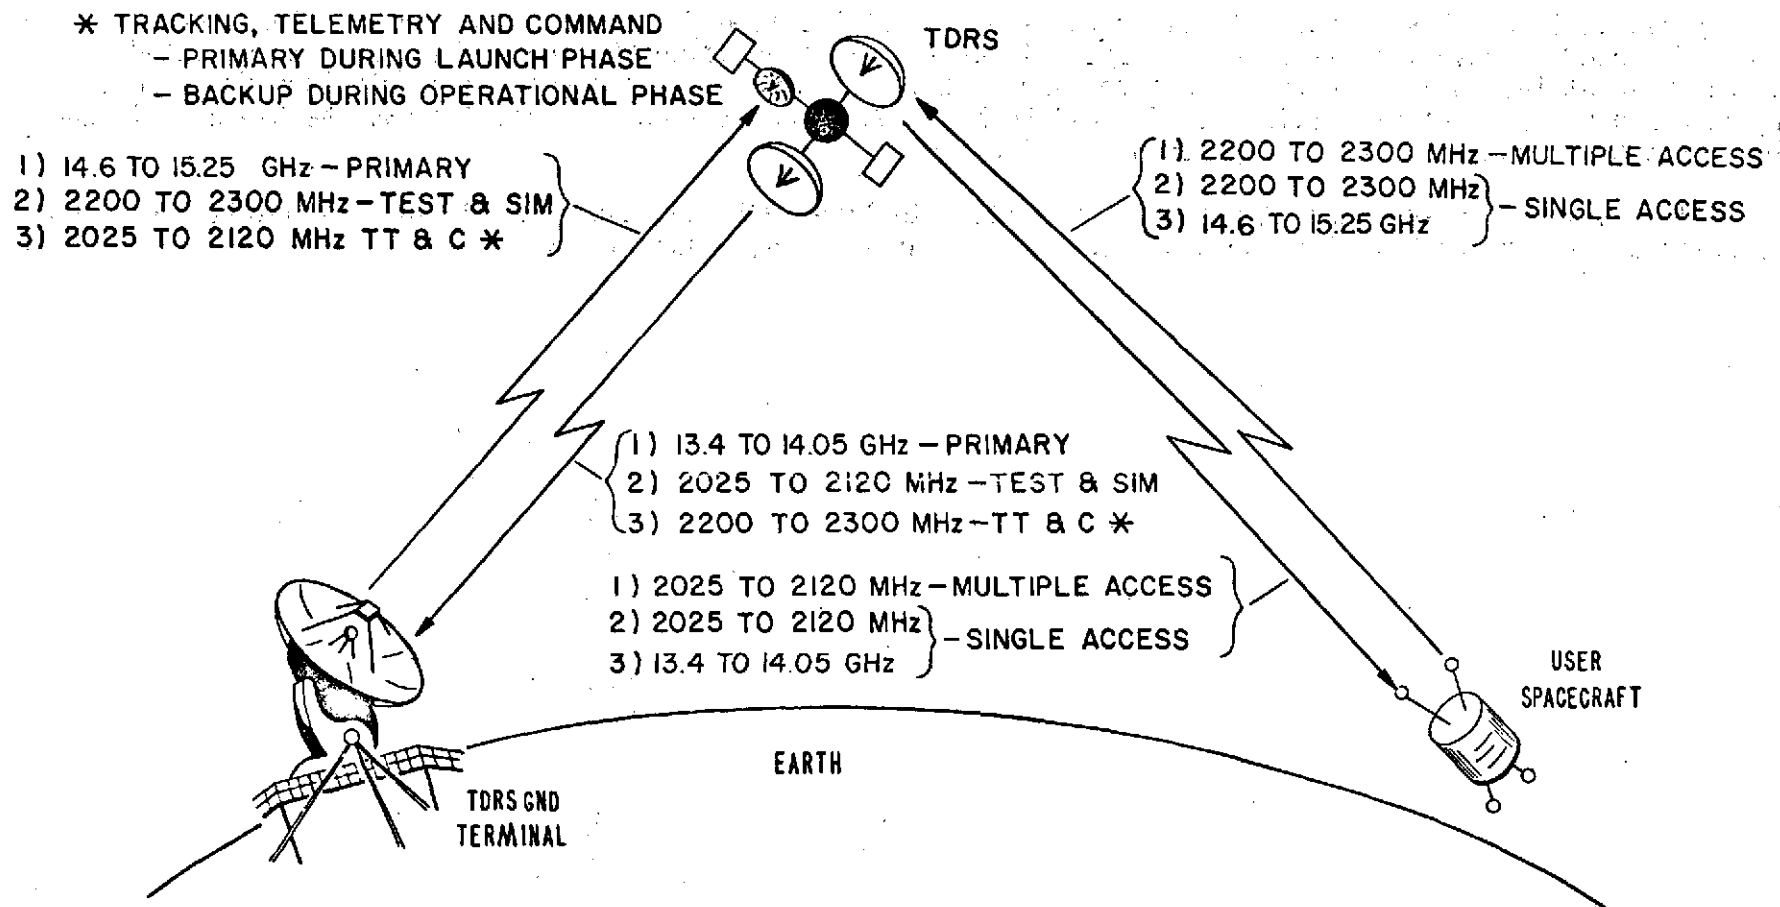 * TRACKING, TELEMETRY AND COMMAND
– PRIMARY DURING LAUNCH PHASE
– BACKUP DURING OPERATIONAL PHASE
TDRS
1) 14.6 TO 15.25 GHz – PRIMARY
2) 2200 TO 2300 MHz – TEST & SIM
3) 2025 TO 2120 MHz TT & C *
1) 2200 TO 2300 MHz – MULTIPLE ACCESS
2) 2200 TO 2300 MHz
3) 14.6 TO 15.25 GHz
– SINGLE ACCESS
1) 13.4 TO 14.05 GHz – PRIMARY
2) 2025 TO 2120 MHz – TEST & SIM
3) 2200 TO 2300 MHz – TT & C *
1) 2025 TO 2120 MHz – MULTIPLE ACCESS
2) 2025 TO 2120 MHz
3) 13.4 TO 14.05 GHz
– SINGLE ACCESS
USER
SPACECRAFT
EARTH
TDRS GND
TERMINAL